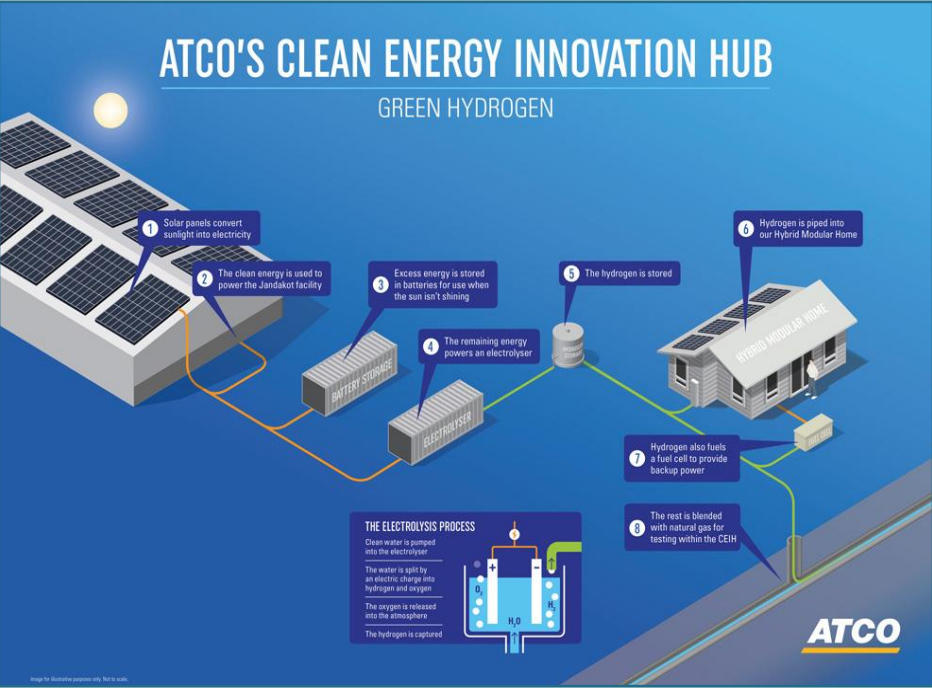 ATCO'S CLEAN ENERGY INNOVATION HUB
GREEN HYDROGEN
1
Solar panels convert
sunlight into electricity
2
The clean energy is used to
power the Jandakot facility
3
Excess energy is stored
in batteries for use when
the sun isn't shining
4
The remaining energy
powers an electrolyser
5
The hydrogen is stored
6
Hydrogen is piped into
our Hybrid Modular Home
BATTERY STORAGE
ELECTROLYSER
HYDROGEN
STORAGE
HYBRID MODULAR HOME
FUEL CELL
7
Hydrogen also fuels
a fuel cell to provide
backup power
8
The rest is blended
with natural gas for
testing within the CEIH
THE ELECTROLYSIS PROCESS
Clean water is pumped
into the electrolyser
The water is split by
an electric charge into
hydrogen and oxygen
The oxygen is released
into the atmosphere
The hydrogen is captured
+
−
O₂
H₂
H₂O
ATCO
Image for illustrative purposes only. Not to scale.